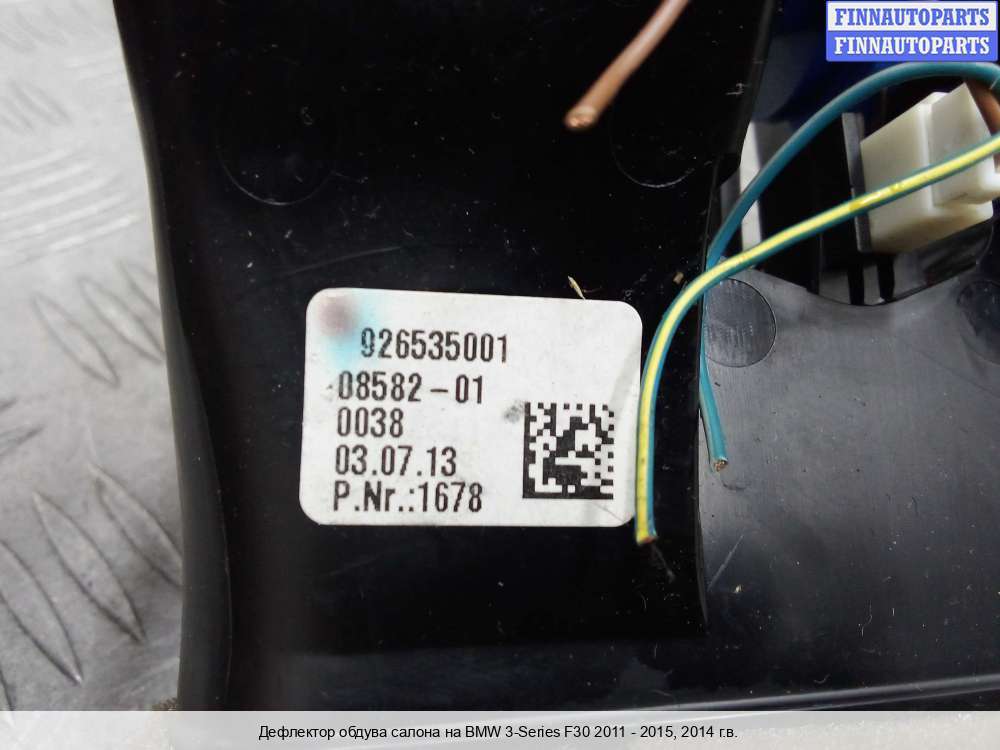 FINNAUTOPARTS
FINNAUTOPARTS
926535001
08582-01
0038
03.07.13
P.Nr.:1678
Дефлектор обдува салона на BMW 3-Series F30 2011 - 2015, 2014 г.в.